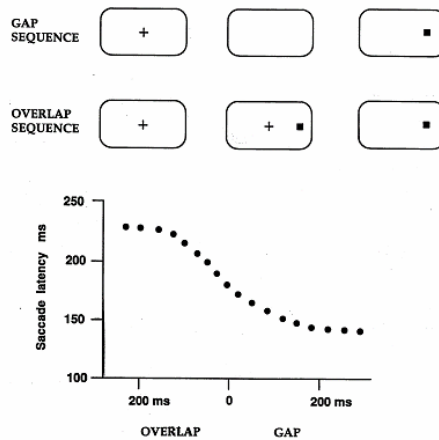 GAP
SEQUENCE
OVERLAP
SEQUENCE
250
200
150
100
Saccade latency ms
200 ms
0
200 ms
OVERLAP
GAP